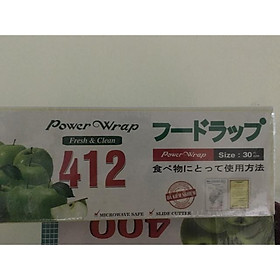 Power Wrap
フードラップ
Fresh & Clean
Power Wrap
Size : 30
412
食べ物にとって使用方法
✓ MICROWAVE SAFE ✓ SLIDE CUTTER
400